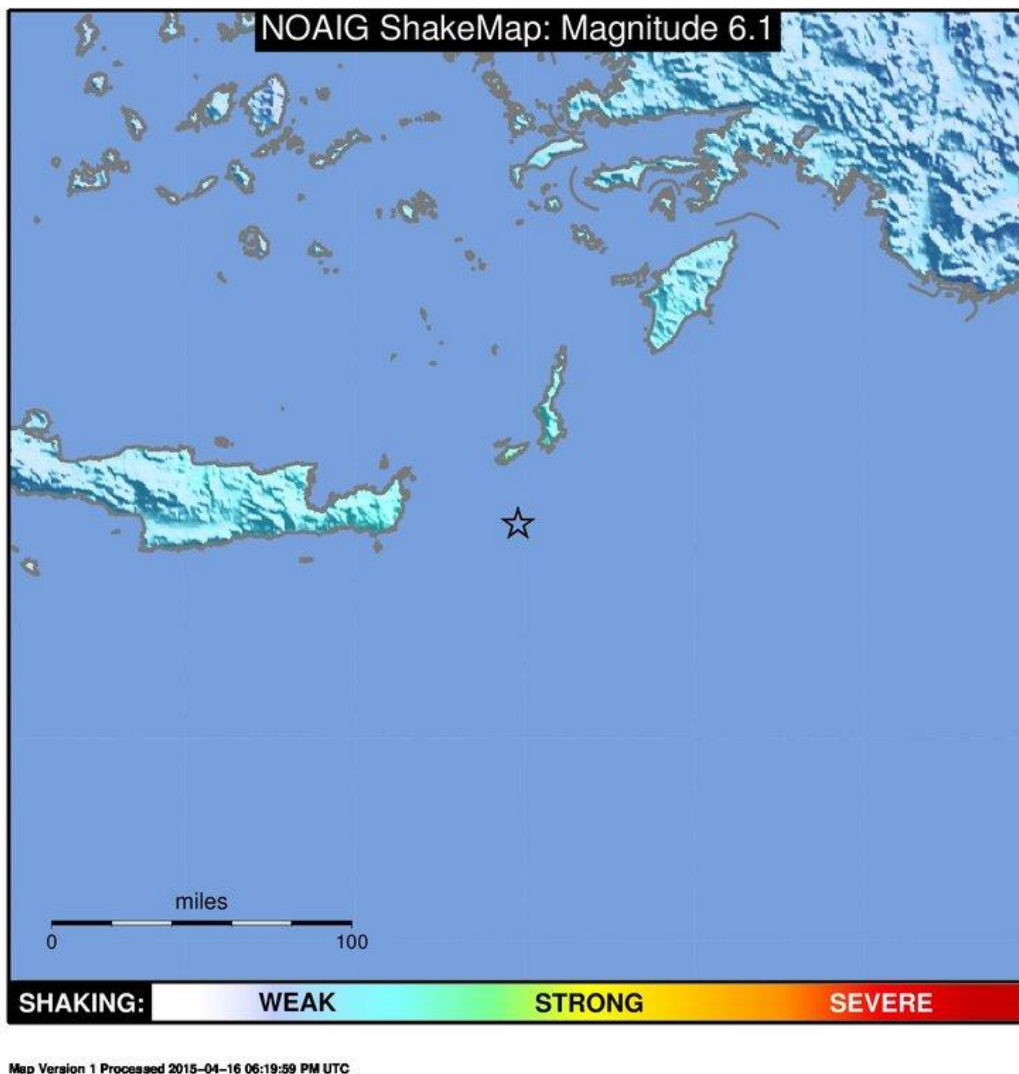 NOAIG ShakeMap: Magnitude 6.1
miles
0 100
SHAKING: WEAK STRONG SEVERE
Map Version 1 Processed 2015-04-16 06:19:59 PM UTC